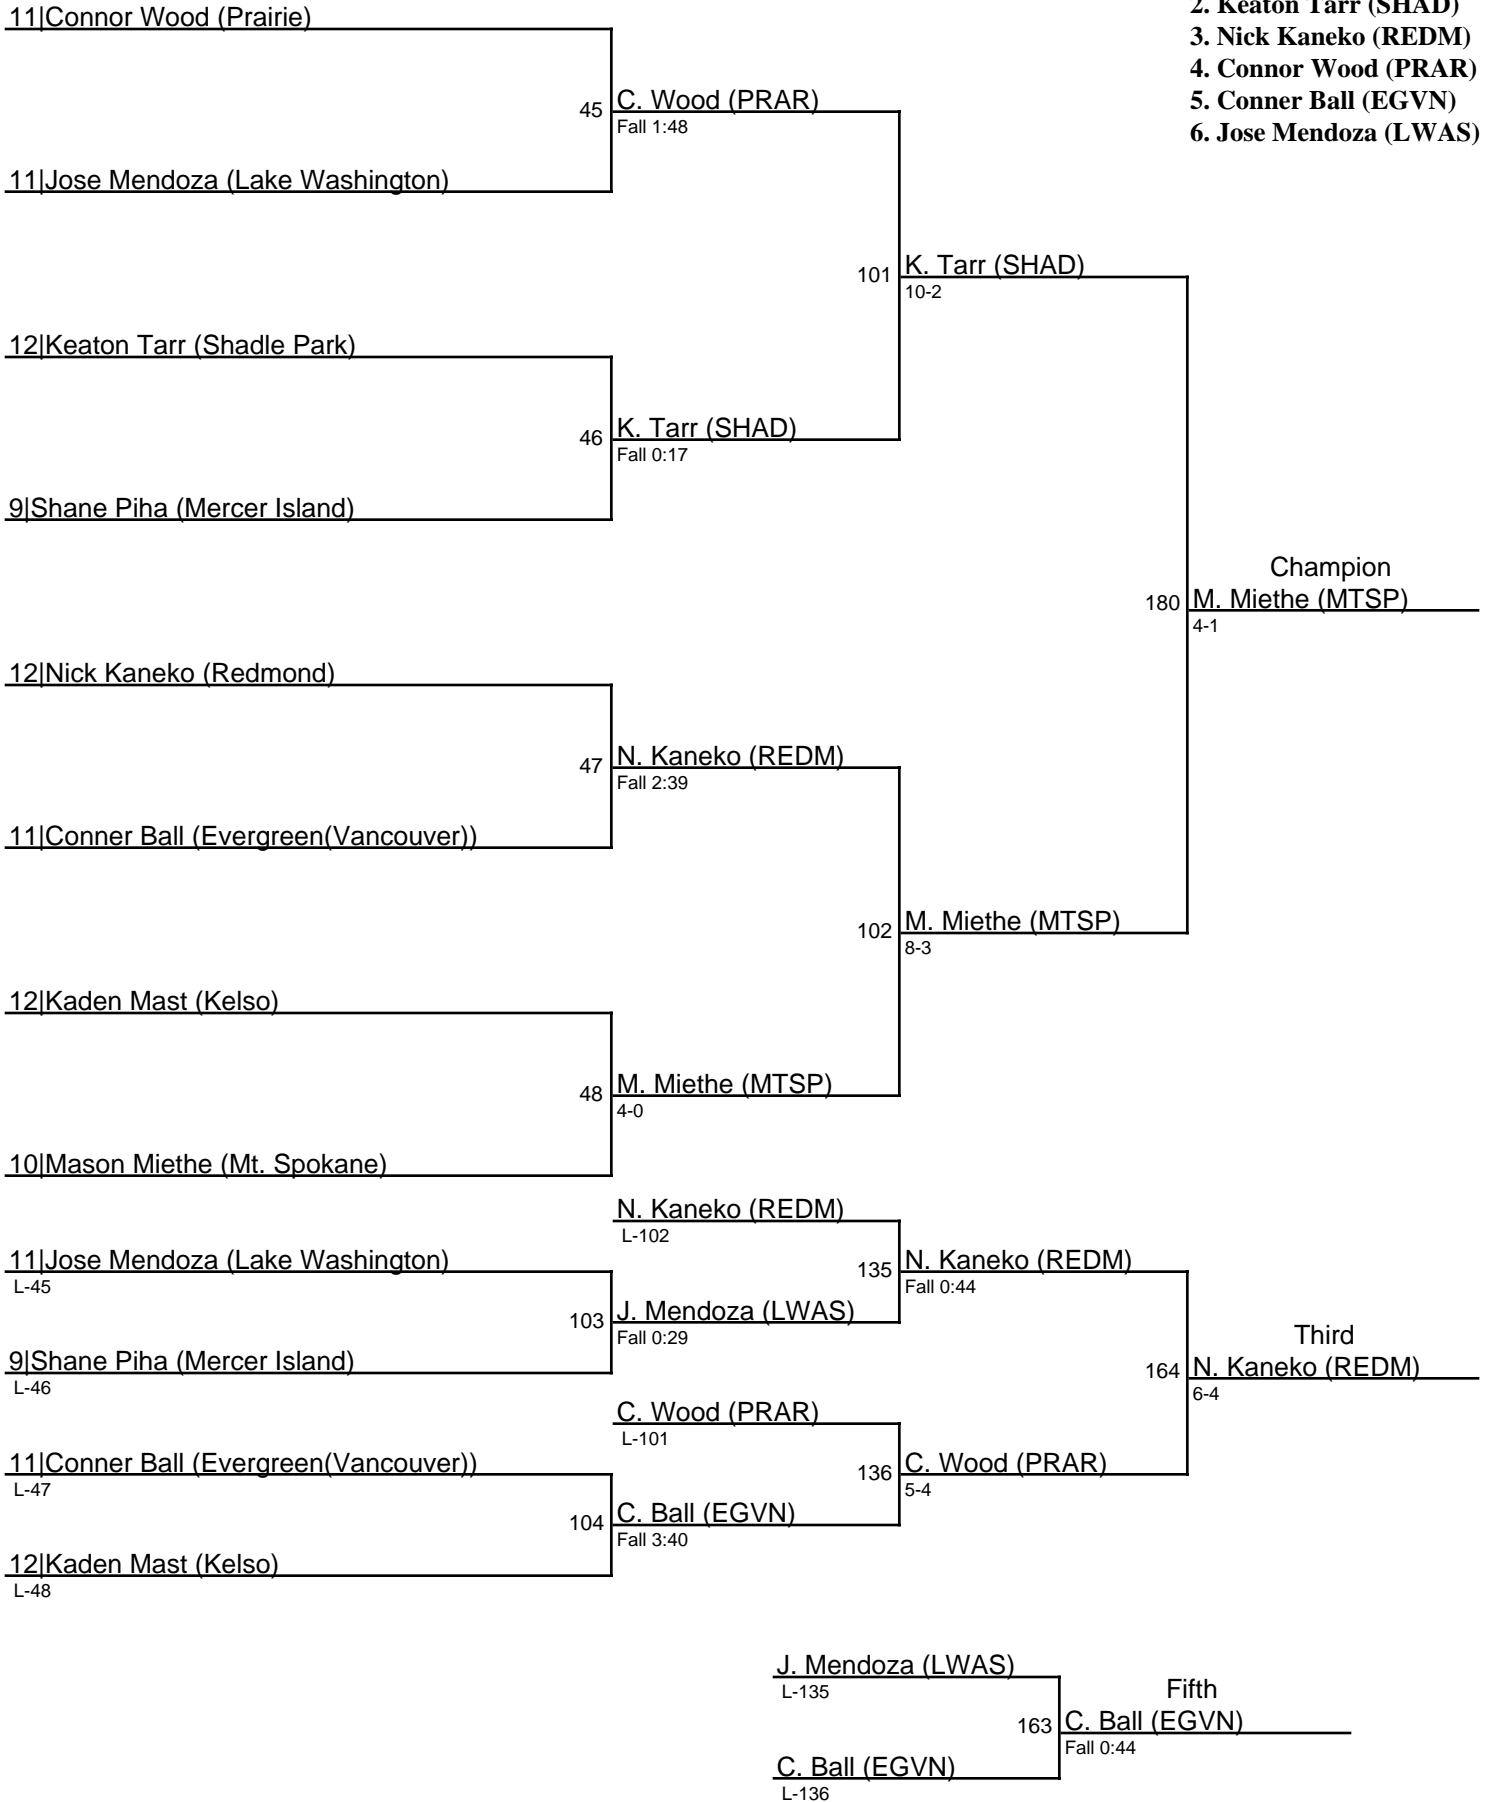 11|Connor Wood (Prairie)
2. Keaton Tarr (SHAD)
3. Nick Kaneko (REDM)
4. Connor Wood (PRAR)
5. Conner Ball (EGVN)
6. Jose Mendoza (LWAS)
45 C. Wood (PRAR)
Fall 1:48
11|Jose Mendoza (Lake Washington)
101 K. Tarr (SHAD)
10-2
12|Keaton Tarr (Shadle Park)
46 K. Tarr (SHAD)
Fall 0:17
9|Shane Piha (Mercer Island)
Champion
180 M. Miethe (MTSP)
4-1
12|Nick Kaneko (Redmond)
47 N. Kaneko (REDM)
Fall 2:39
11|Conner Ball (Evergreen(Vancouver))
102 M. Miethe (MTSP)
8-3
12|Kaden Mast (Kelso)
48 M. Miethe (MTSP)
4-0
10|Mason Miethe (Mt. Spokane)
N. Kaneko (REDM)
L-102
11|Jose Mendoza (Lake Washington)
L-45
135 N. Kaneko (REDM)
Fall 0:44
103 J. Mendoza (LWAS)
Fall 0:29
9|Shane Piha (Mercer Island)
L-46
Third
164 N. Kaneko (REDM)
6-4
C. Wood (PRAR)
L-101
11|Conner Ball (Evergreen(Vancouver))
L-47
136 C. Wood (PRAR)
5-4
104 C. Ball (EGVN)
Fall 3:40
12|Kaden Mast (Kelso)
L-48
J. Mendoza (LWAS)
L-135
Fifth
163 C. Ball (EGVN)
Fall 0:44
C. Ball (EGVN)
L-136